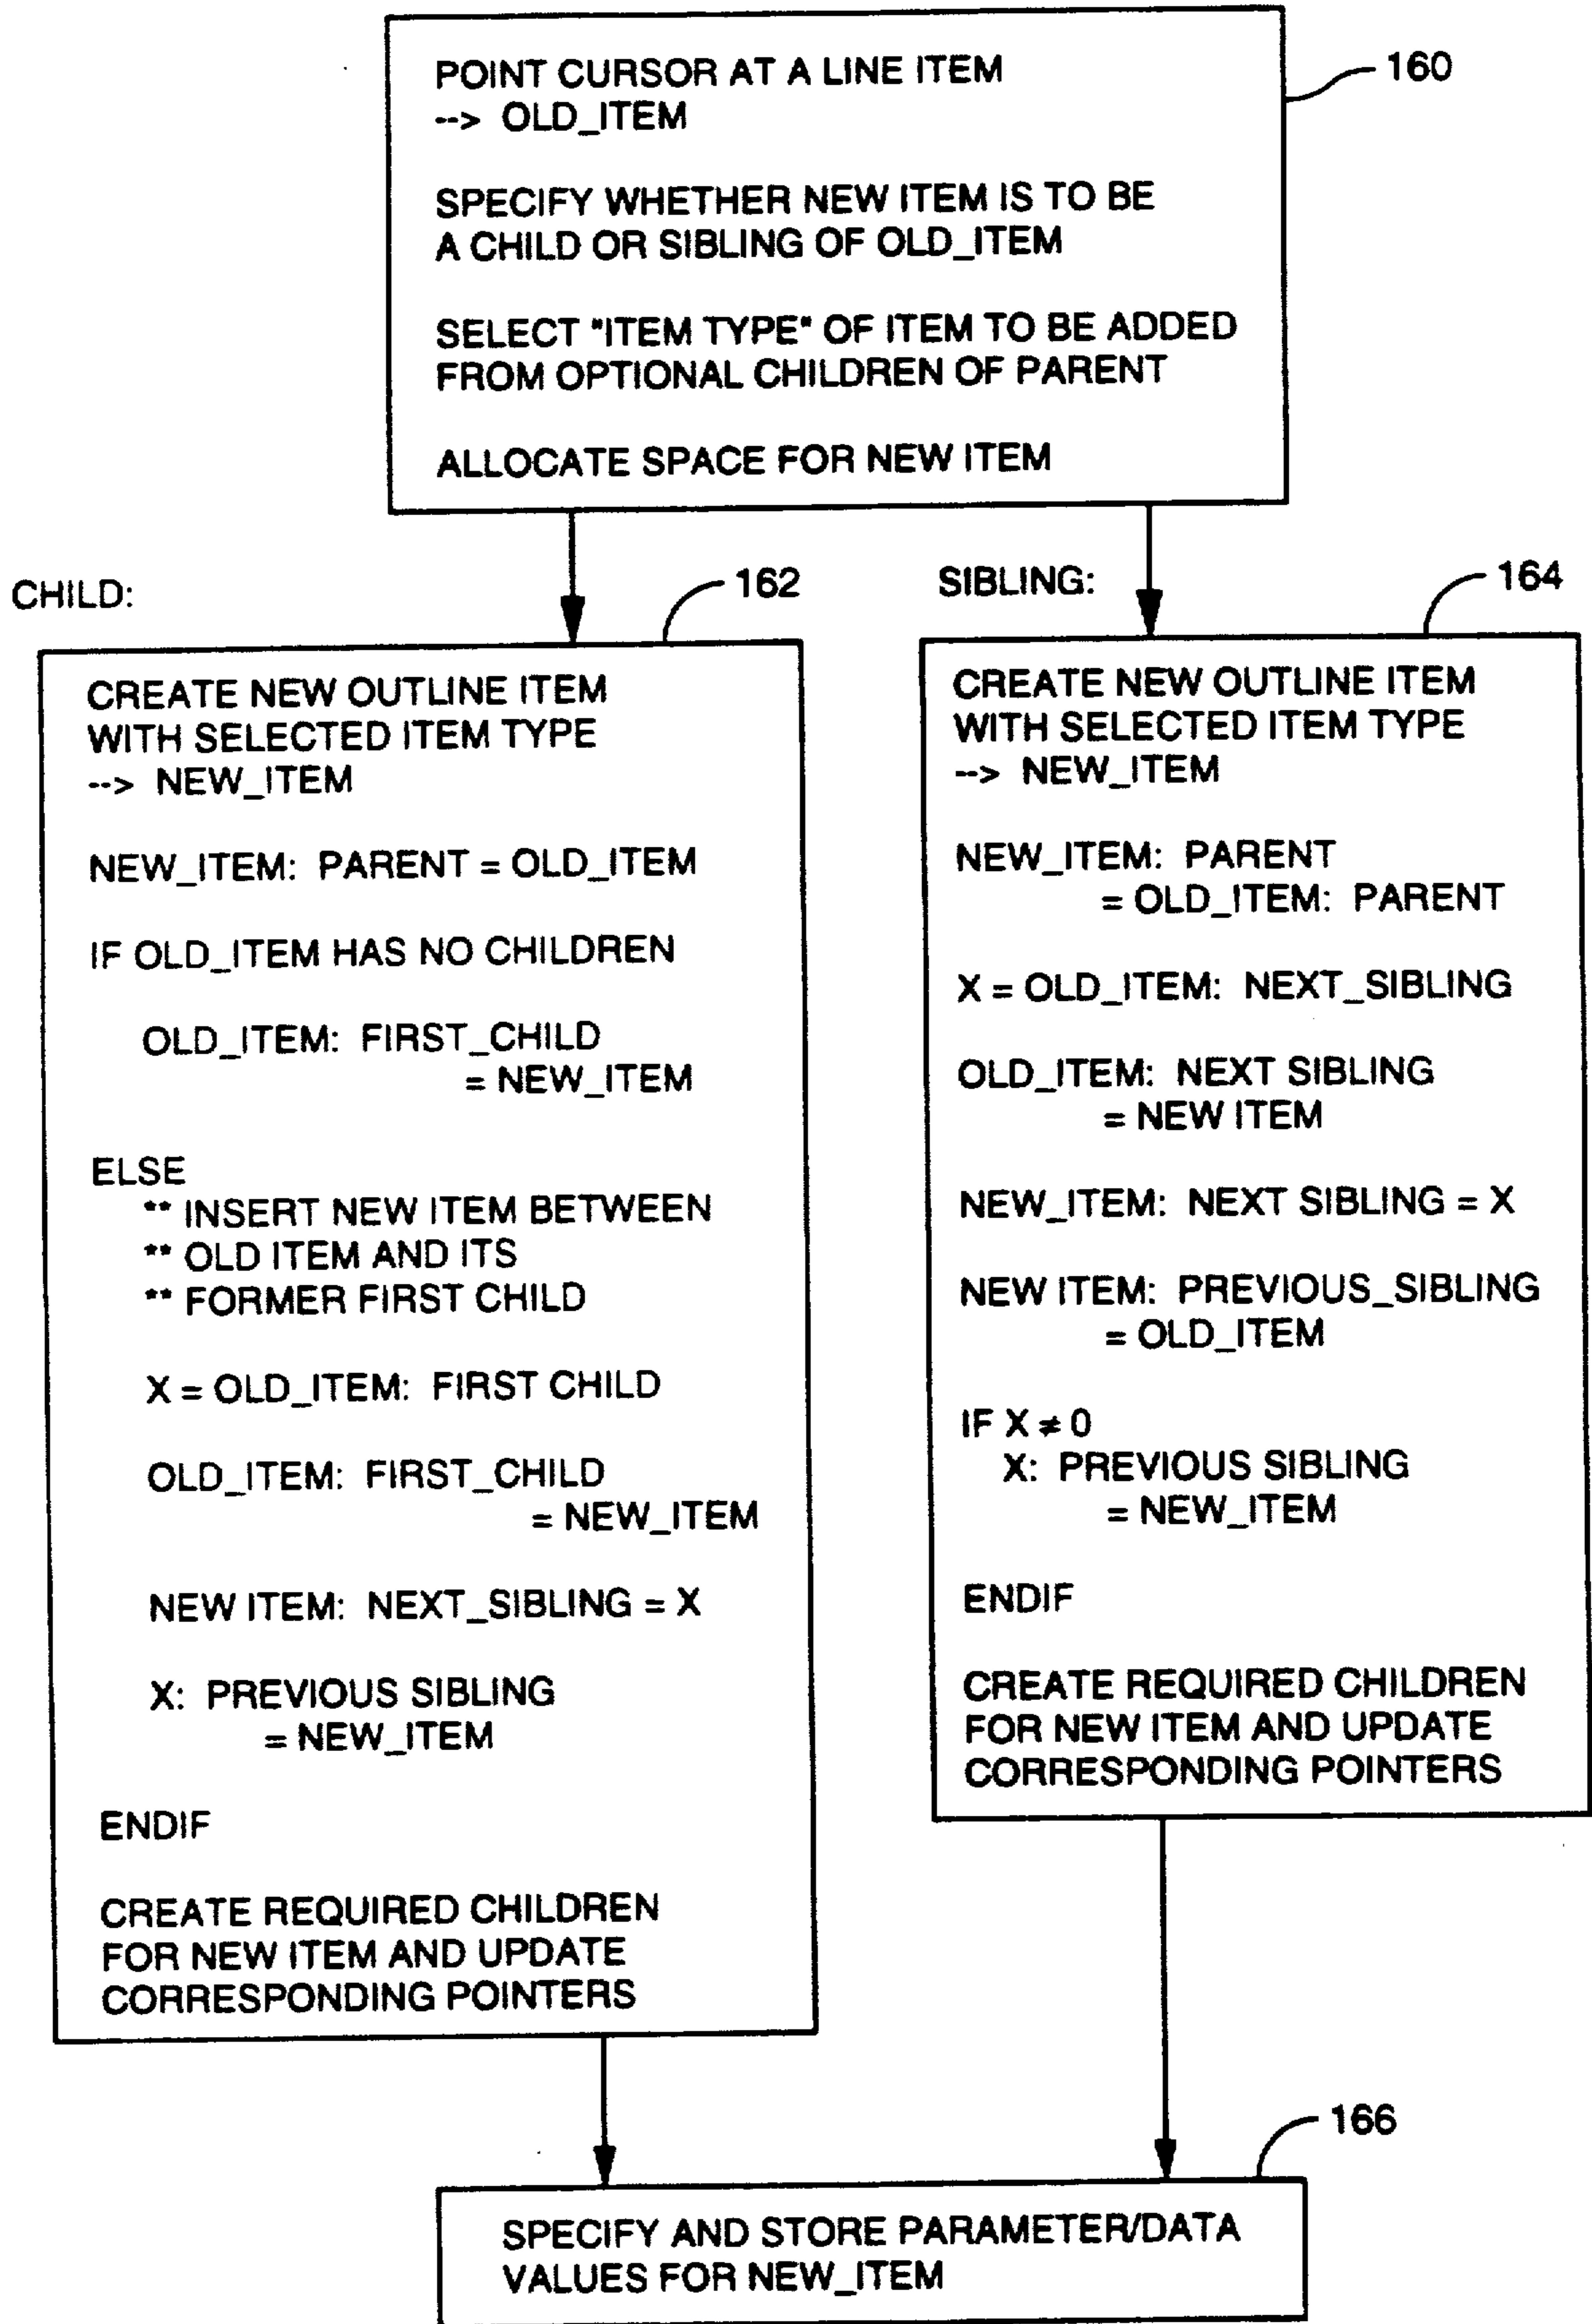 POINT CURSOR AT A LINE ITEM
--> OLD_ITEM
SPECIFY WHETHER NEW ITEM IS TO BE
A CHILD OR SIBLING OF OLD_ITEM
SELECT "ITEM TYPE" OF ITEM TO BE ADDED
FROM OPTIONAL CHILDREN OF PARENT
ALLOCATE SPACE FOR NEW ITEM
160
CHILD:
162
CREATE NEW OUTLINE ITEM
WITH SELECTED ITEM TYPE
--> NEW_ITEM
NEW_ITEM: PARENT = OLD_ITEM
IF OLD_ITEM HAS NO CHILDREN
OLD_ITEM: FIRST_CHILD
= NEW_ITEM
ELSE
** INSERT NEW ITEM BETWEEN
** OLD ITEM AND ITS
** FORMER FIRST CHILD
X = OLD_ITEM: FIRST CHILD
OLD_ITEM: FIRST_CHILD
= NEW_ITEM
NEW ITEM: NEXT_SIBLING = X
X: PREVIOUS SIBLING
= NEW_ITEM
ENDIF
CREATE REQUIRED CHILDREN
FOR NEW ITEM AND UPDATE
CORRESPONDING POINTERS
SIBLING:
164
CREATE NEW OUTLINE ITEM
WITH SELECTED ITEM TYPE
--> NEW_ITEM
NEW_ITEM: PARENT
= OLD_ITEM: PARENT
X = OLD_ITEM: NEXT_SIBLING
OLD_ITEM: NEXT SIBLING
= NEW ITEM
NEW_ITEM: NEXT SIBLING = X
NEW ITEM: PREVIOUS_SIBLING
= OLD_ITEM
IF X ≠ 0
X: PREVIOUS SIBLING
= NEW_ITEM
ENDIF
CREATE REQUIRED CHILDREN
FOR NEW ITEM AND UPDATE
CORRESPONDING POINTERS
166
SPECIFY AND STORE PARAMETER/DATA
VALUES FOR NEW_ITEM